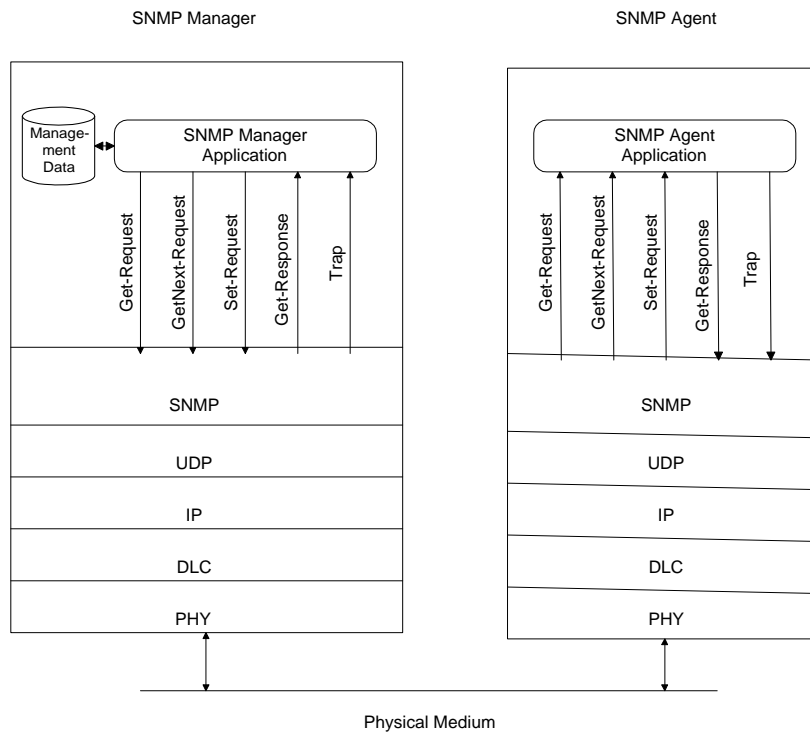 SNMP Manager
SNMP Agent
Manage-
ment
Data
SNMP Manager
Application
SNMP Agent
Application
Get-Request
GetNext-Request
Set-Request
Get-Response
Trap
Get-Request
GetNext-Request
Set-Request
Get-Response
Trap
SNMP
UDP
IP
DLC
PHY
SNMP
UDP
IP
DLC
PHY
Physical Medium